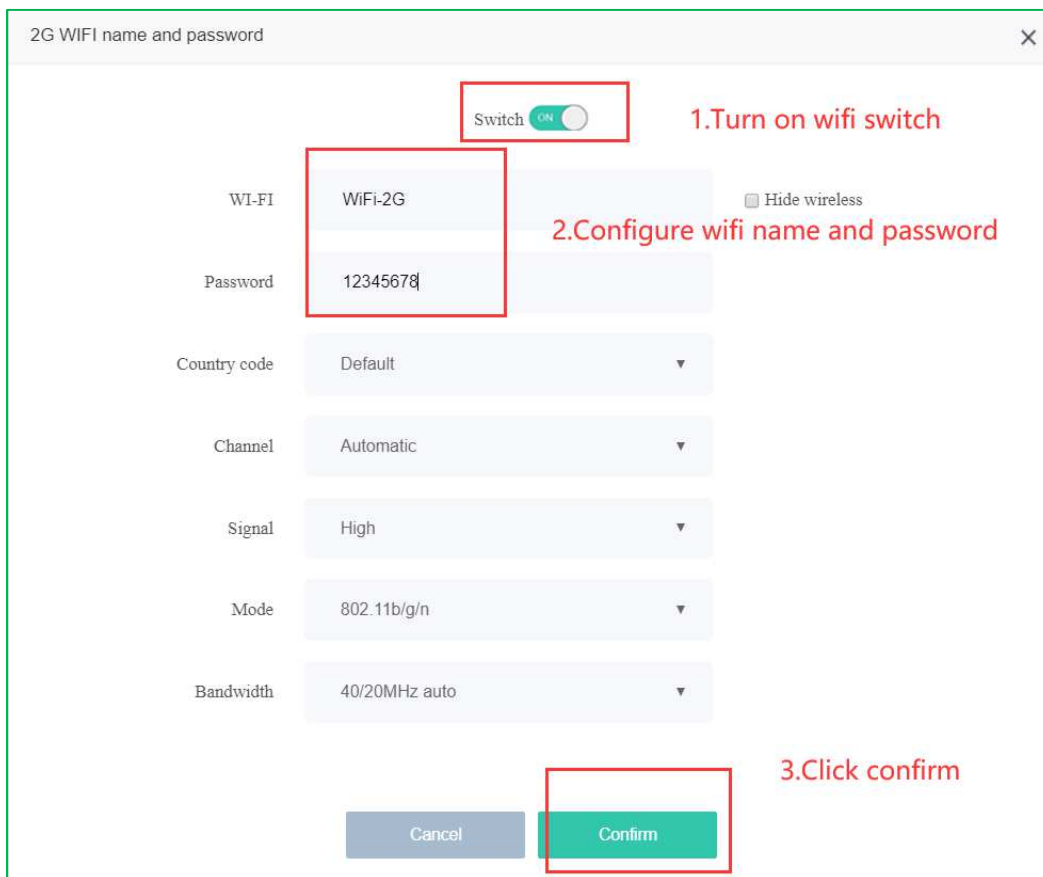 2G WIFI name and password
Switch ON 1.Turn on wifi switch
WI-FI WiFi-2G Hide wireless
2.Configure wifi name and password
Password 12345678
Country code Default
Channel Automatic
Signal High
Mode 802.11b/g/n
Bandwidth 40/20MHz auto
3.Click confirm
Cancel Confirm